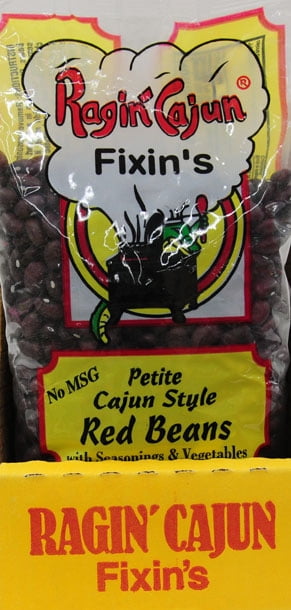 Ragin' Cajun ®
Fixin's
No MSG
Petite
Cajun Style
Red Beans
with Seasonings & Vegetables
RAGIN' CAJUN
Fixin's